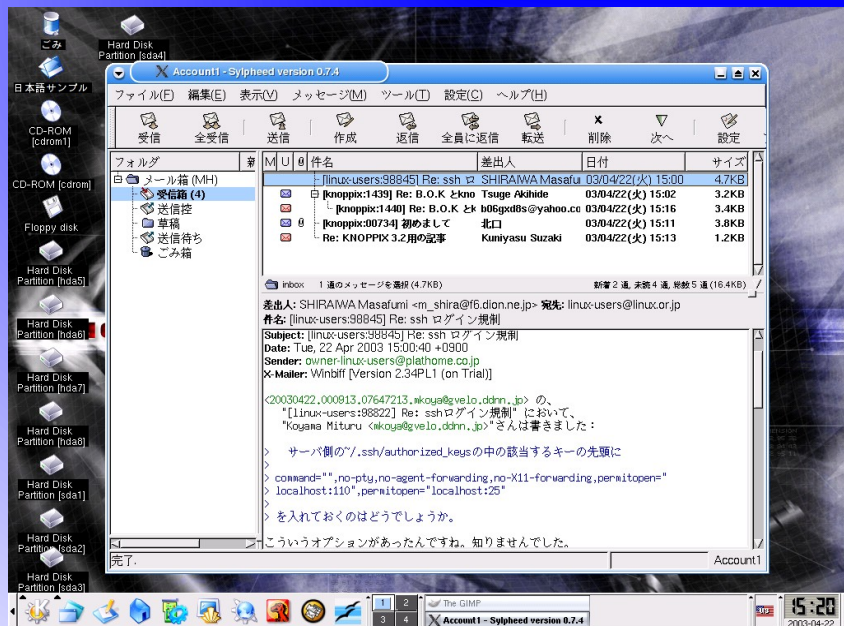 ごみ
Hard Disk
Partition [sda4]
日本語サンプル
CD-ROM
[cdrom1]
CD-ROM [cdrom]
Floppy disk
Hard Disk
Partition [hda5]
Hard Disk
Partition [hda6]
Hard Disk
Partition [hda7]
Hard Disk
Partition [hda8]
Hard Disk
Partition [sda1]
Hard Disk
Partition [sda2]
Hard Disk
Partition [sda3]
Account1 - Sylpheed version 0.7.4
ファイル(F) 編集(E) 表示(V) メッセージ(M) ツール(T) 設定(C) ヘルプ(H)
受信 全受信 送信 作成 返信 全員に返信 転送 削除 次へ 設定
フォルダ 新
メール箱 (MH)
受信箱 (4)
送信控
草稿
送信待ち
ごみ箱
M U 件名 差出人 日付 サイズ
[linux-users:98845] Re: ssh ロ SHIRAIWA Masafu 03/04/22(火) 15:00 4.7KB
[knoppix:1439] Re: B.O.K とkno Tsuge Akihide 03/04/22(火) 15:02 3.2KB
[knoppix:1440] Re: B.O.K とk b06gxd8s@yahoo.co 03/04/22(火) 15:16 3.4KB
[knoppix:00734] 初めまして 北口 03/04/22(火) 15:11 3.8KB
Re: KNOPPIX 3.2用の記事 Kuniyasu Suzaki 03/04/22(火) 15:13 1.2KB
inbox 1 通のメッセージを選択 (4.7KB) 新着 2 通, 未読 4 通, 総数 5 通 (16.4KB)
差出人: SHIRAIWA Masafumi <m_shira@f6.dion.ne.jp> 宛先: linux-users@linux.or.jp
件名: [linux-users:98845] Re: ssh ログイン規制
Subject: [linux-users:98845] Re: ssh ログイン規制
Date: Tue, 22 Apr 2003 15:00:40 +0900
Sender: owner-linux-users@plathome.co.jp
X-Mailer: Winbiff [Version 2.34PL1 (on Trial)]
<20030422.000913.07647213.mkoya@gvelo.ddnn.jp> の、
"[linux-users:98822] Re: sshログイン規制" において、
"Koyama Mituru <mkoya@gvelo.ddnn.jp>"さんは書きました：
> サーバ側の~/.ssh/authorized_keysの中の該当するキーの先頭に
>
> command="",no-pty,no-agent-forwarding,no-X11-forwarding,permitopen="
> localhost:110",permitopen="localhost:25"
>
> を入れておくのはどうでしょうか。
こういうオプションがあったんですね。知りませんでした。
完了.
Account1
1 2
3 4
The GIMP
Account1 - Sylpheed version 0.7.4
15:20
2003-04-22